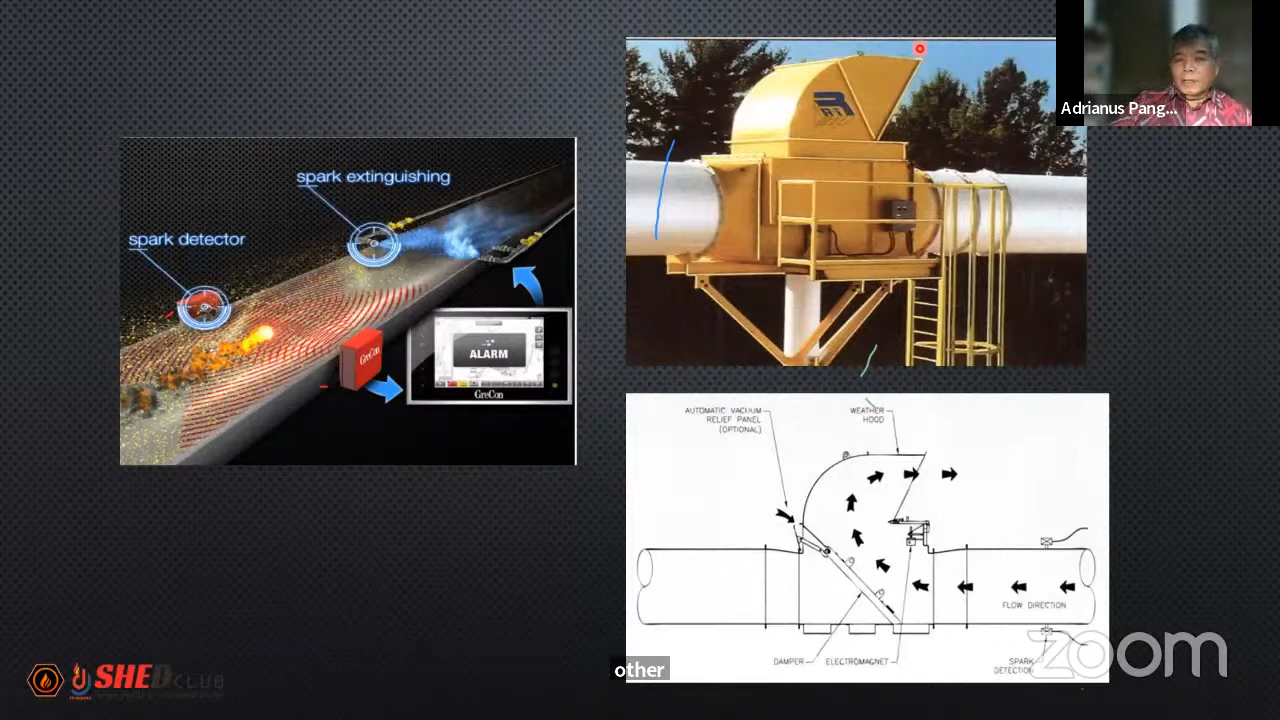 spark extinguishing
spark detector
GreCon
ALARM
GreCon
Adrianus Pang...
AUTOMATIC VACUUM
RELIEF PANEL
(OPTIONAL)
WEATHER
HOOD
FLOW DIRECTION
DAMPER
ELECTROMAGNET
SPARK
DETECTION
other
zoom
SHED CLUB